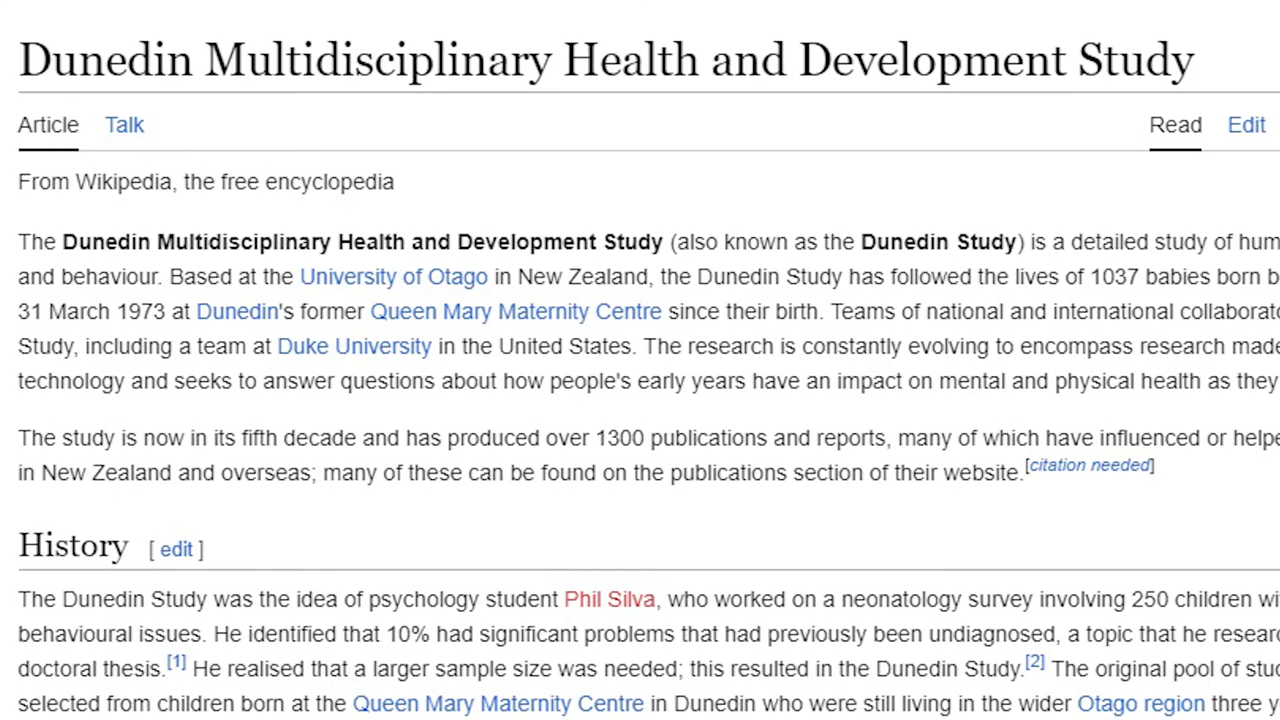 Dunedin Multidisciplinary Health and Development Study
Article Talk Read Edit
From Wikipedia, the free encyclopedia
The Dunedin Multidisciplinary Health and Development Study (also known as the Dunedin Study) is a detailed study of
and behaviour. Based at the University of Otago in New Zealand, the Dunedin Study has followed the lives of 1037 babies born
31 March 1973 at Dunedin's former Queen Mary Maternity Centre since their birth. Teams of national and international
Study, including a team at Duke University in the United States. The research is constantly evolving to encompass research
technology and seeks to answer questions about how people's early years have an impact on mental and physical health as they
The study is now in its fifth decade and has produced over 1300 publications and reports, many of which have influenced or
in New Zealand and overseas; many of these can be found on the publications section of their website.[citation needed]
History [ edit ]
The Dunedin Study was the idea of psychology student Phil Silva, who worked on a neonatology survey involving 250 children
behavioural issues. He identified that 10% had significant problems that had previously been undiagnosed, a topic that he
doctoral thesis.[1] He realised that a larger sample size was needed; this resulted in the Dunedin Study.[2] The original pool of
selected from children born at the Queen Mary Maternity Centre in Dunedin who were still living in the wider Otago region three